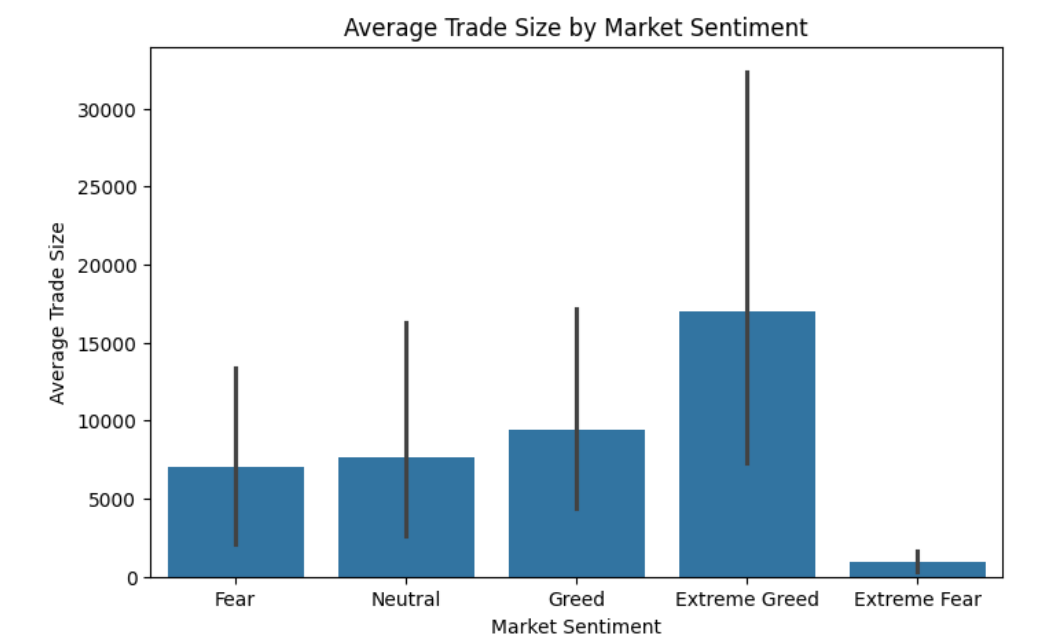 Average Trade Size by Market Sentiment
Average Trade Size
30000
25000
20000
15000
10000
5000
0
Fear Neutral Greed Extreme Greed Extreme Fear
Market Sentiment